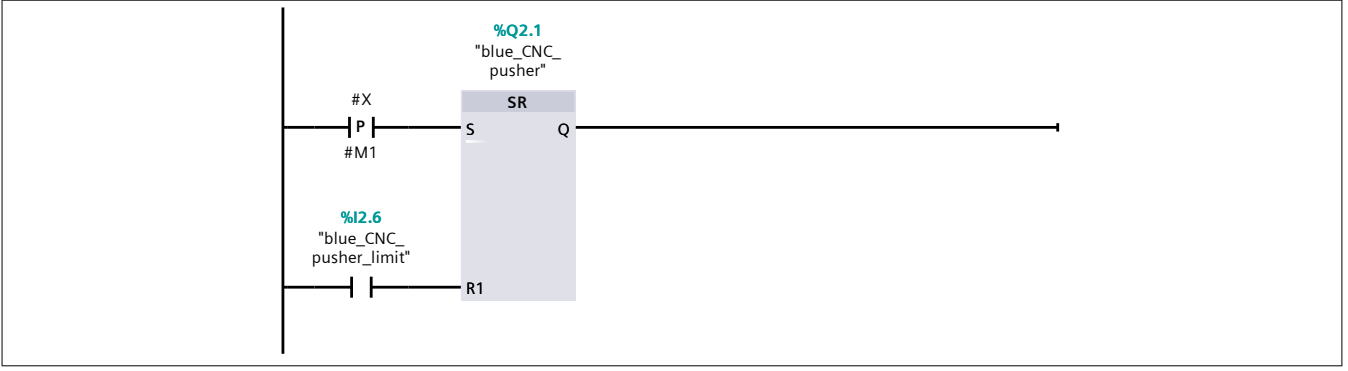 %Q2.1
"blue_CNC_
pusher"
#X
SR
P
S
Q
#M1
%I2.6
"blue_CNC_
pusher_limit"
R1